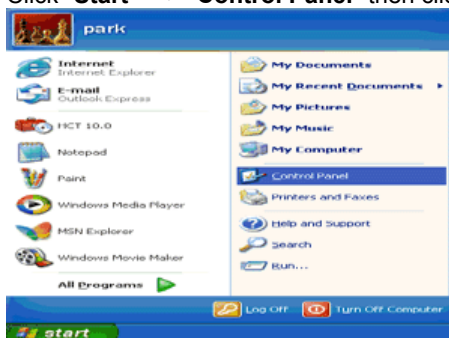 Click "Start" "Control Panel" then clic
park
Internet
Internet Explorer
E-mail
Outlook Express
HCT 10.0
Notepad
Paint
Windows Media Player
MSN Explorer
Windows Movie Maker
All Programs
My Documents
My Recent Documents
My Pictures
My Music
My Computer
Control Panel
Printers and Faxes
Help and Support
Search
Run...
Log Off
Turn Off Computer
start